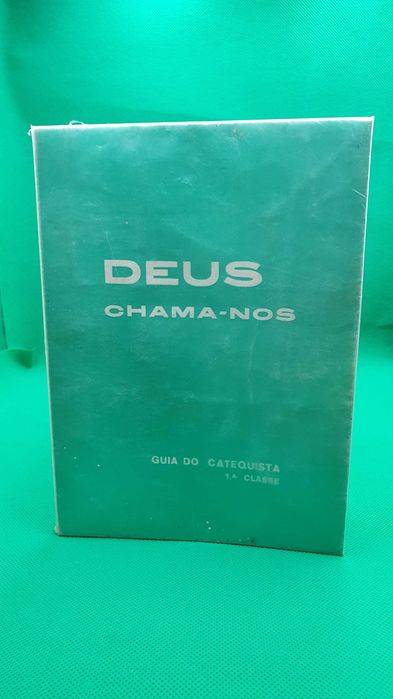 DEUS
CHAMA-NOS
GUIA DO CATEQUISTA
1.ª CLASSE